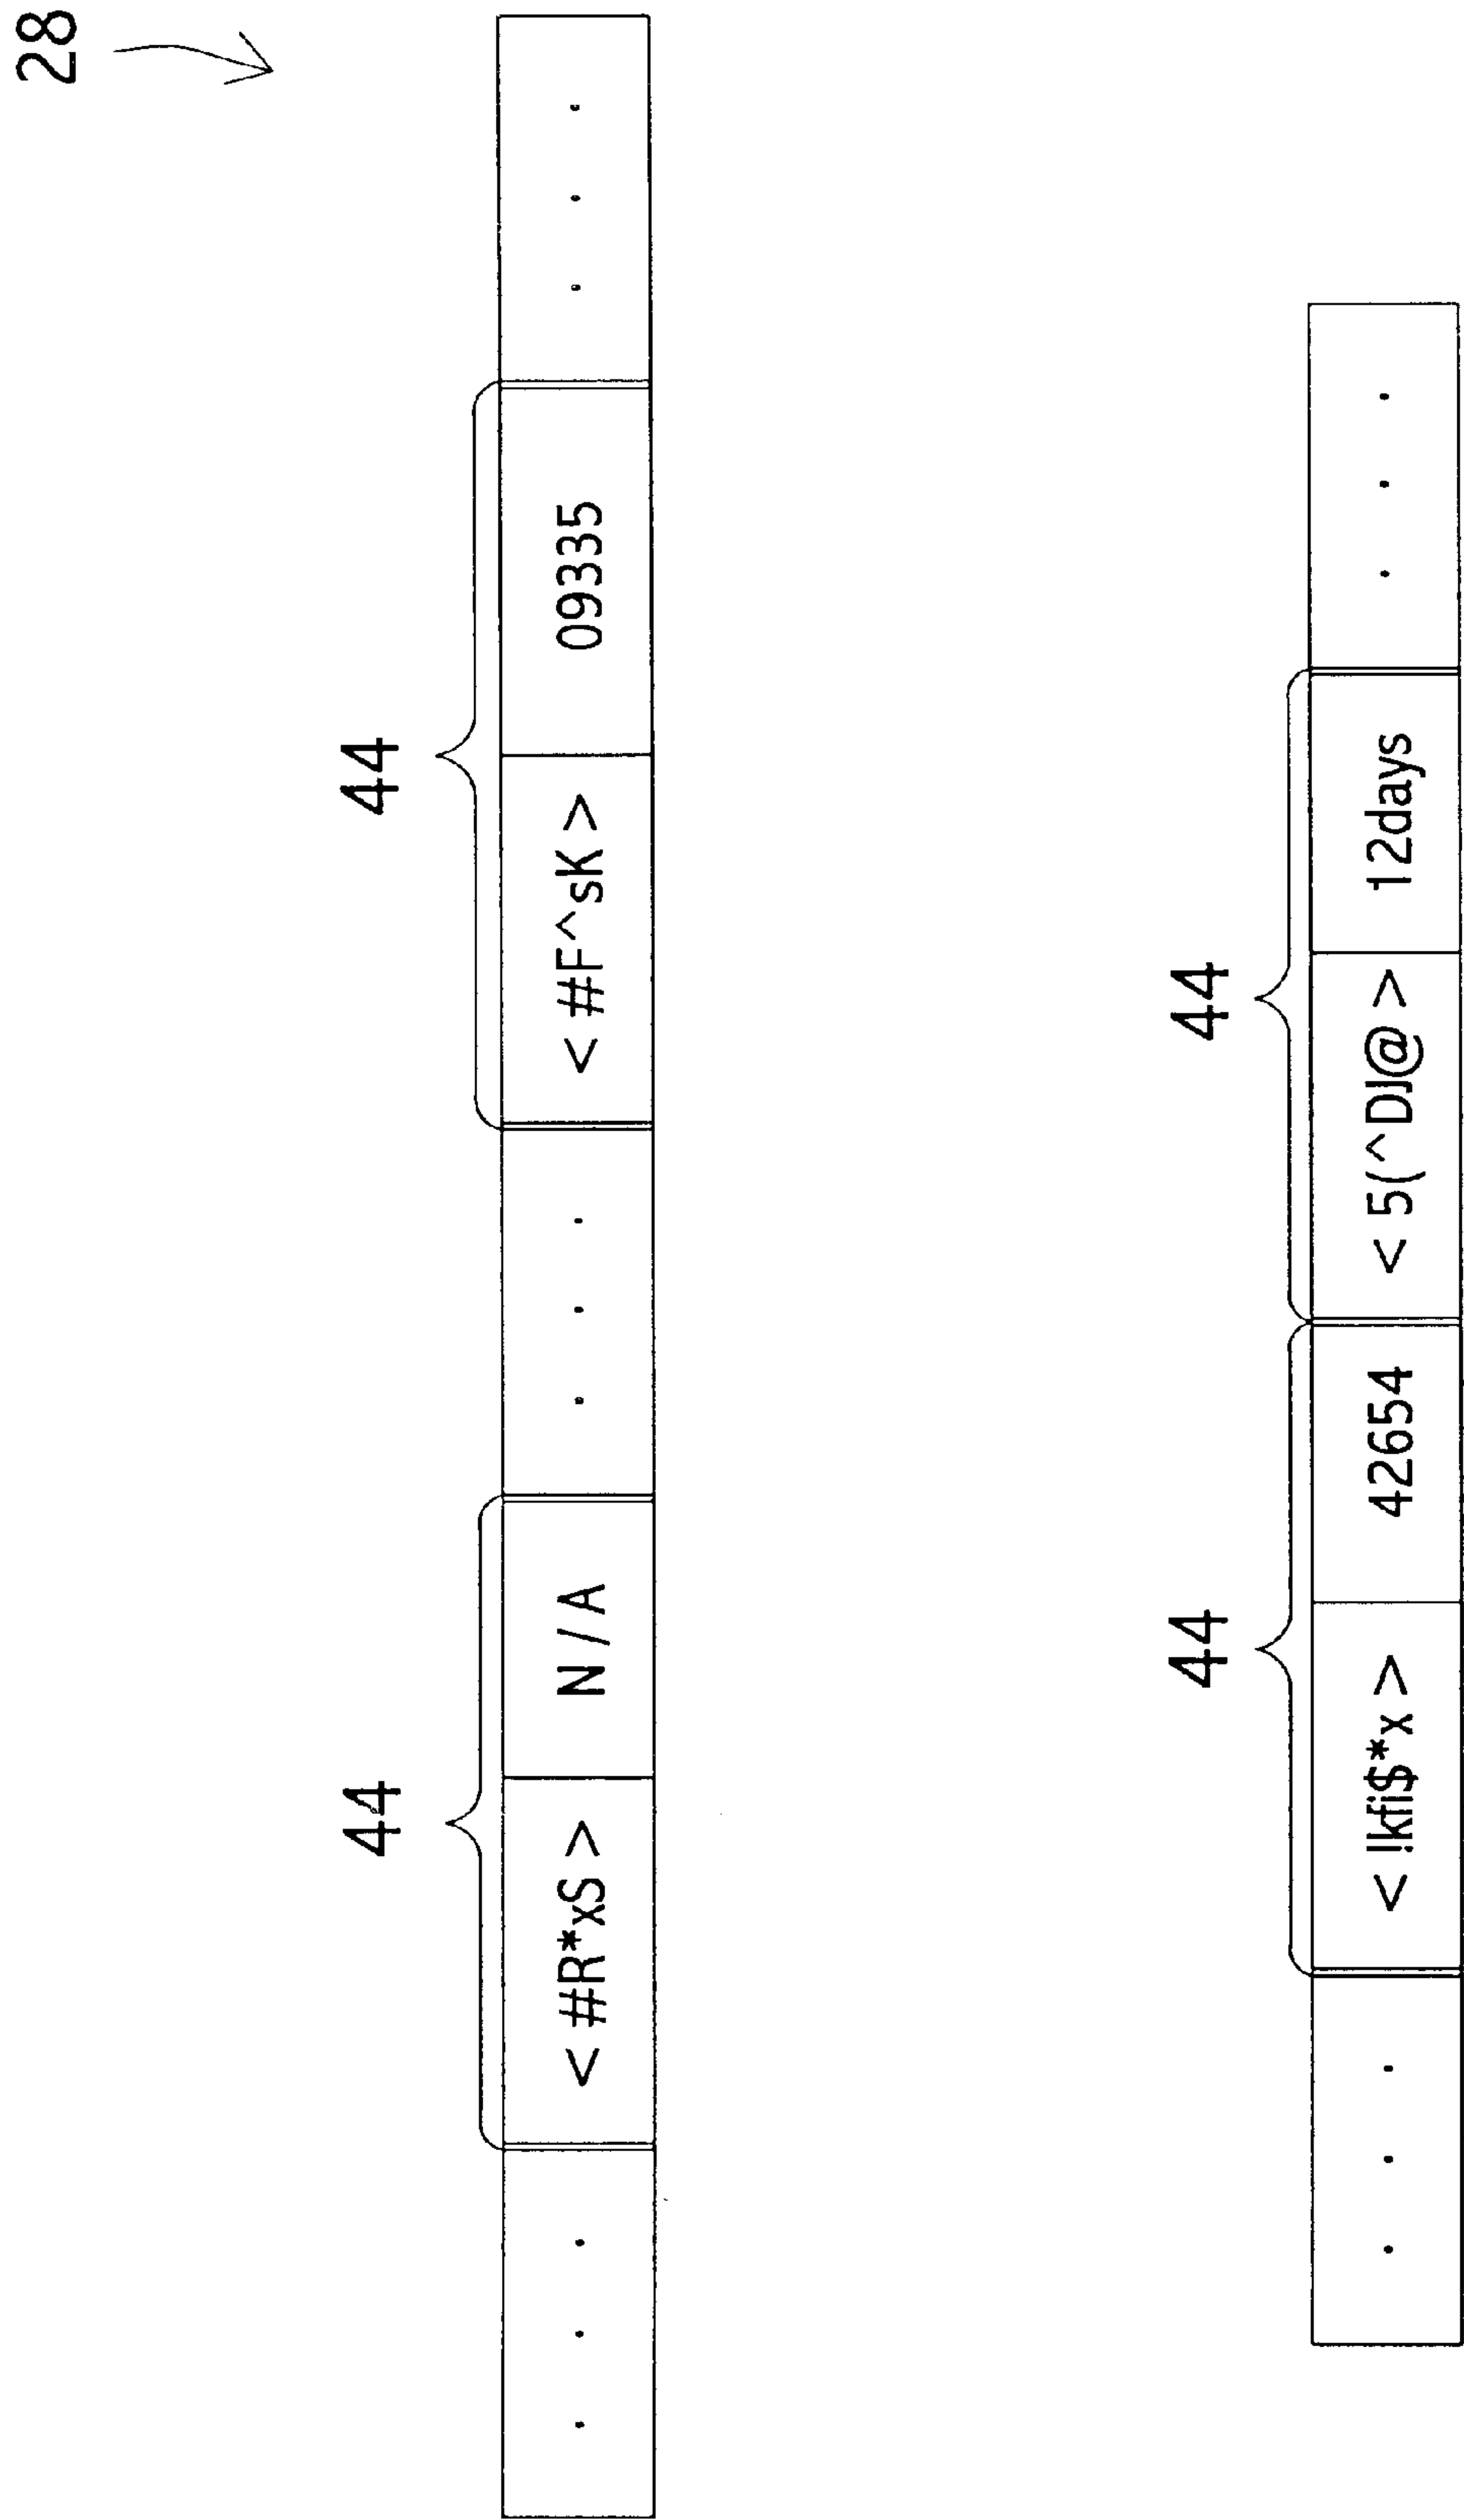 28
44 44
. . . < #R*xS > N / A . . . < #F^sK > 09335 . . .
44 44
. . . < !kfi$*x > 42654 < 5(^DJ@ > 12days . . .